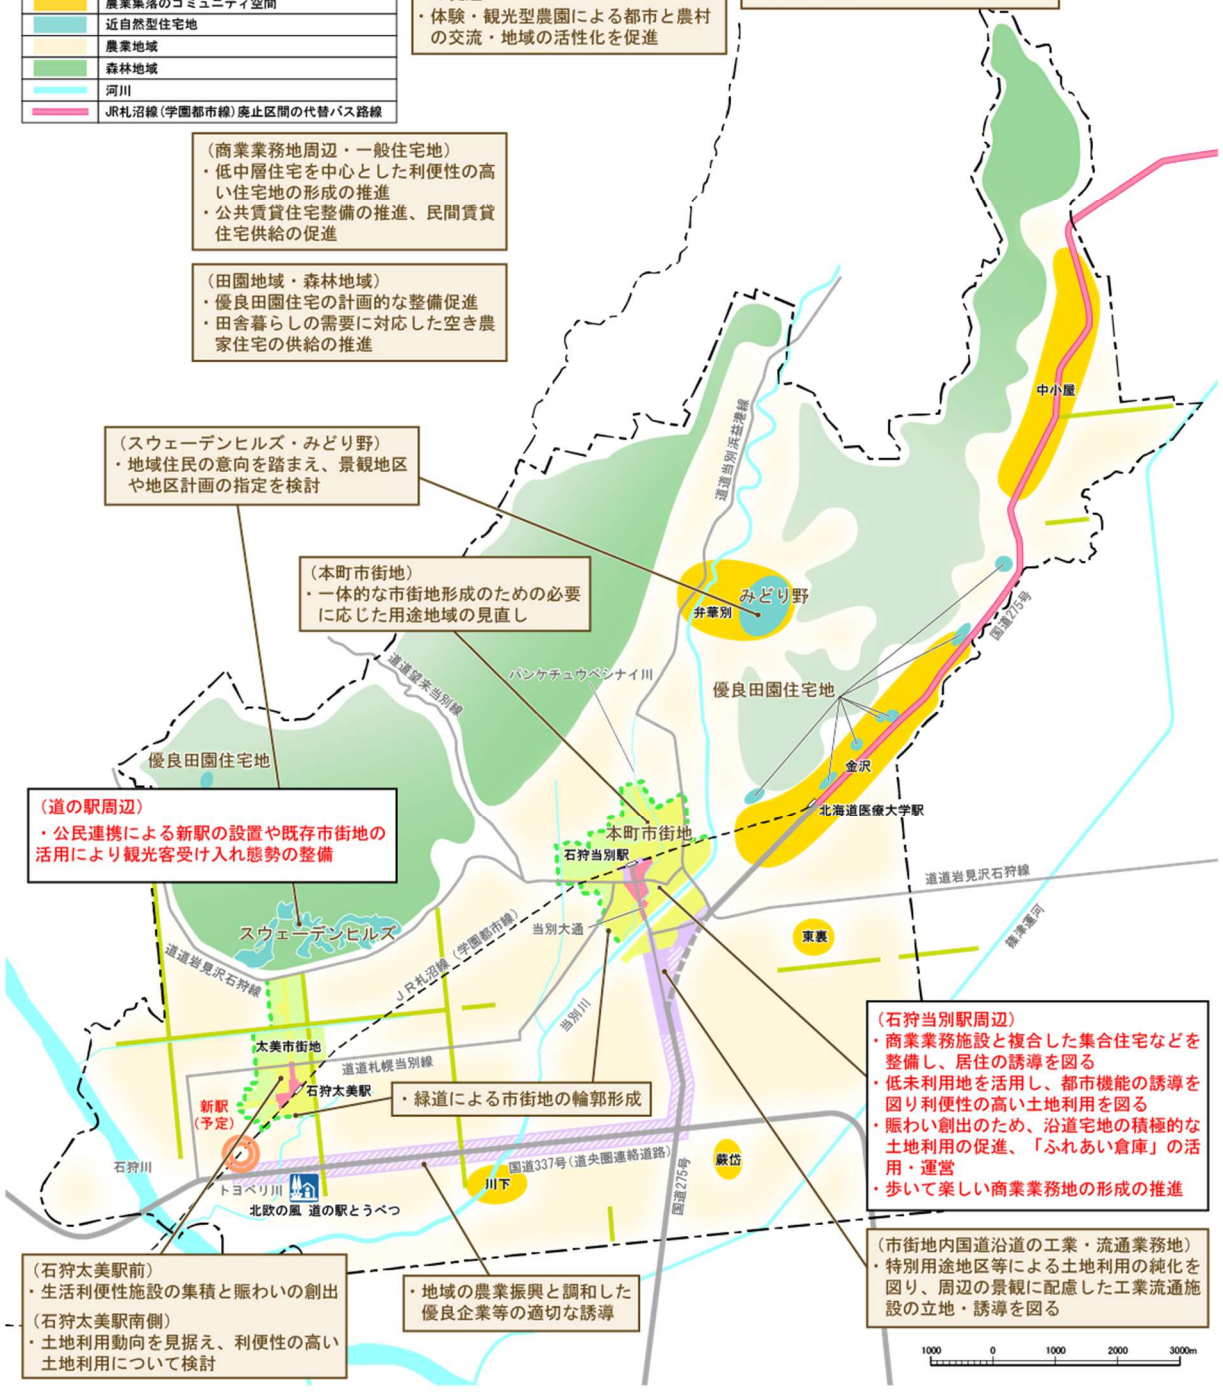 農業集落のコミュニティ空間
近自然型住宅地
農業地域
森林地域
河川
JR札沼線(学園都市線)廃止区間の代替バス路線
・体験・観光型農園による都市と農村
の交流・地域の活性化を促進
(商業業務地周辺・一般住宅地)
・低中層住宅を中心とした利便性の高
い住宅地の形成の推進
・公共賃貸住宅整備の推進、民間賃貸
住宅供給の促進
(田園地域・森林地域)
・優良田園住宅の計画的な整備促進
・田舎暮らしの需要に対応した空き農
家住宅の供給の推進
中小屋
道道当別浜益港線
(スウェーデンヒルズ・みどり野)
・地域住民の意向を踏まえ、景観地区
や地区計画の指定を検討
(本町市街地)
・一体的な市街地形成のための必要
に応じた用途地域の見直し
みどり野
弁華別
国道275号
道道望来当別線
パンケチュウベシナイ川
優良田園住宅地
優良田園住宅地
金沢
北海道医療大学駅
(道の駅周辺)
・公民連携による新駅の設置や既存市街地の
活用により観光客受け入れ態勢の整備
本町市街地
石狩当別駅
道道岩見沢石狩線
スウェーデンヒルズ
当別大通
東裏
篠津運河
道道岩見沢石狩線
JR札沼線(学園都市線)
当別川
(石狩当別駅周辺)
・商業業務施設と複合した集合住宅などを
整備し、居住の誘導を図る
・低未利用地を活用し、都市機能の誘導を
図り利便性の高い土地利用を図る
・賑わい創出のため、沿道宅地の積極的な
土地利用の促進、「ふれあい倉庫」の活
用・運営
・歩いて楽しい商業業務地の形成の推進
太美市街地
道道札幌当別線
石狩太美駅
・緑道による市街地の輪郭形成
新駅
(予定)
石狩川
国道337号(道央圏連絡道路)
蕨岱
トヨベリ川
川下
国道275号
北欧の風 道の駅とうべつ
(市街地内国道沿道の工業・流通業務地)
・特別用途地区等による土地利用の純化を
図り、周辺の景観に配慮した工業流通施
設の立地・誘導を図る
(石狩太美駅前)
・生活利便性施設の集積と賑わいの創出
(石狩太美駅南側)
・土地利用動向を見据え、利便性の高い
土地利用について検討
・地域の農業振興と調和した
優良企業等の適切な誘導
1000 0 1000 2000 3000m